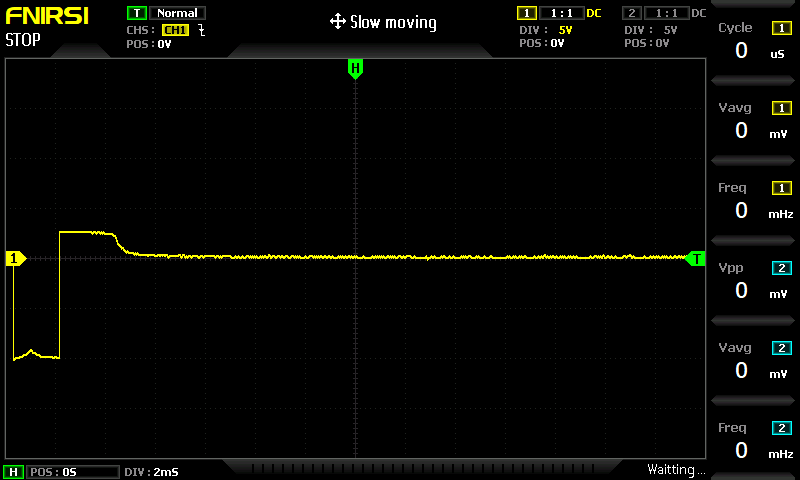 FNIRSI
STOP
T Normal
CHS: CH1
POS: 0V
Slow moving
1 1:1 DC
DIV: 5V
POS: 0V
2 1:1 DC
DIV: 5V
POS: 0V
H
1
T
Cycle 1
0 uS
Vavg 1
0 mV
Freq 1
0 mHz
Vpp 2
0 mV
Vavg 2
0 mV
Freq 2
0 mHz
H POS: 0S DIV: 2mS
Waitting...